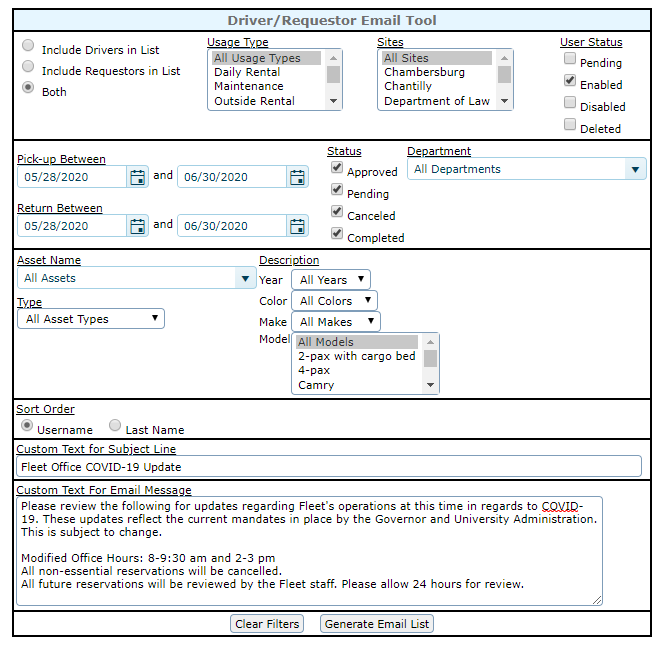 Driver/Requestor Email Tool
Include Drivers in List
Include Requestors in List
Both
Usage Type
All Usage Types
Daily Rental
Maintenance
Outside Rental
Sites
All Sites
Chambersburg
Chantilly
Department of Law
User Status
Pending
Enabled
Disabled
Deleted
Pick-up Between
05/28/2020 and 06/30/2020
Return Between
05/28/2020 and 06/30/2020
Status
Approved
Pending
Canceled
Completed
Department
All Departments
Asset Name
All Assets
Type
All Asset Types
Description
Year All Years
Color All Colors
Make All Makes
Model All Models
2-pax with cargo bed
4-pax
Camry
Sort Order
Username Last Name
Custom Text for Subject Line
Fleet Office COVID-19 Update
Custom Text For Email Message
Please review the following for updates regarding Fleet's operations at this time in regards to COVID-
19. These updates reflect the current mandates in place by the Governor and University Administration.
This is subject to change.
Modified Office Hours: 8-9:30 am and 2-3 pm
All non-essential reservations will be cancelled.
All future reservations will be reviewed by the Fleet staff. Please allow 24 hours for review.
Clear Filters Generate Email List